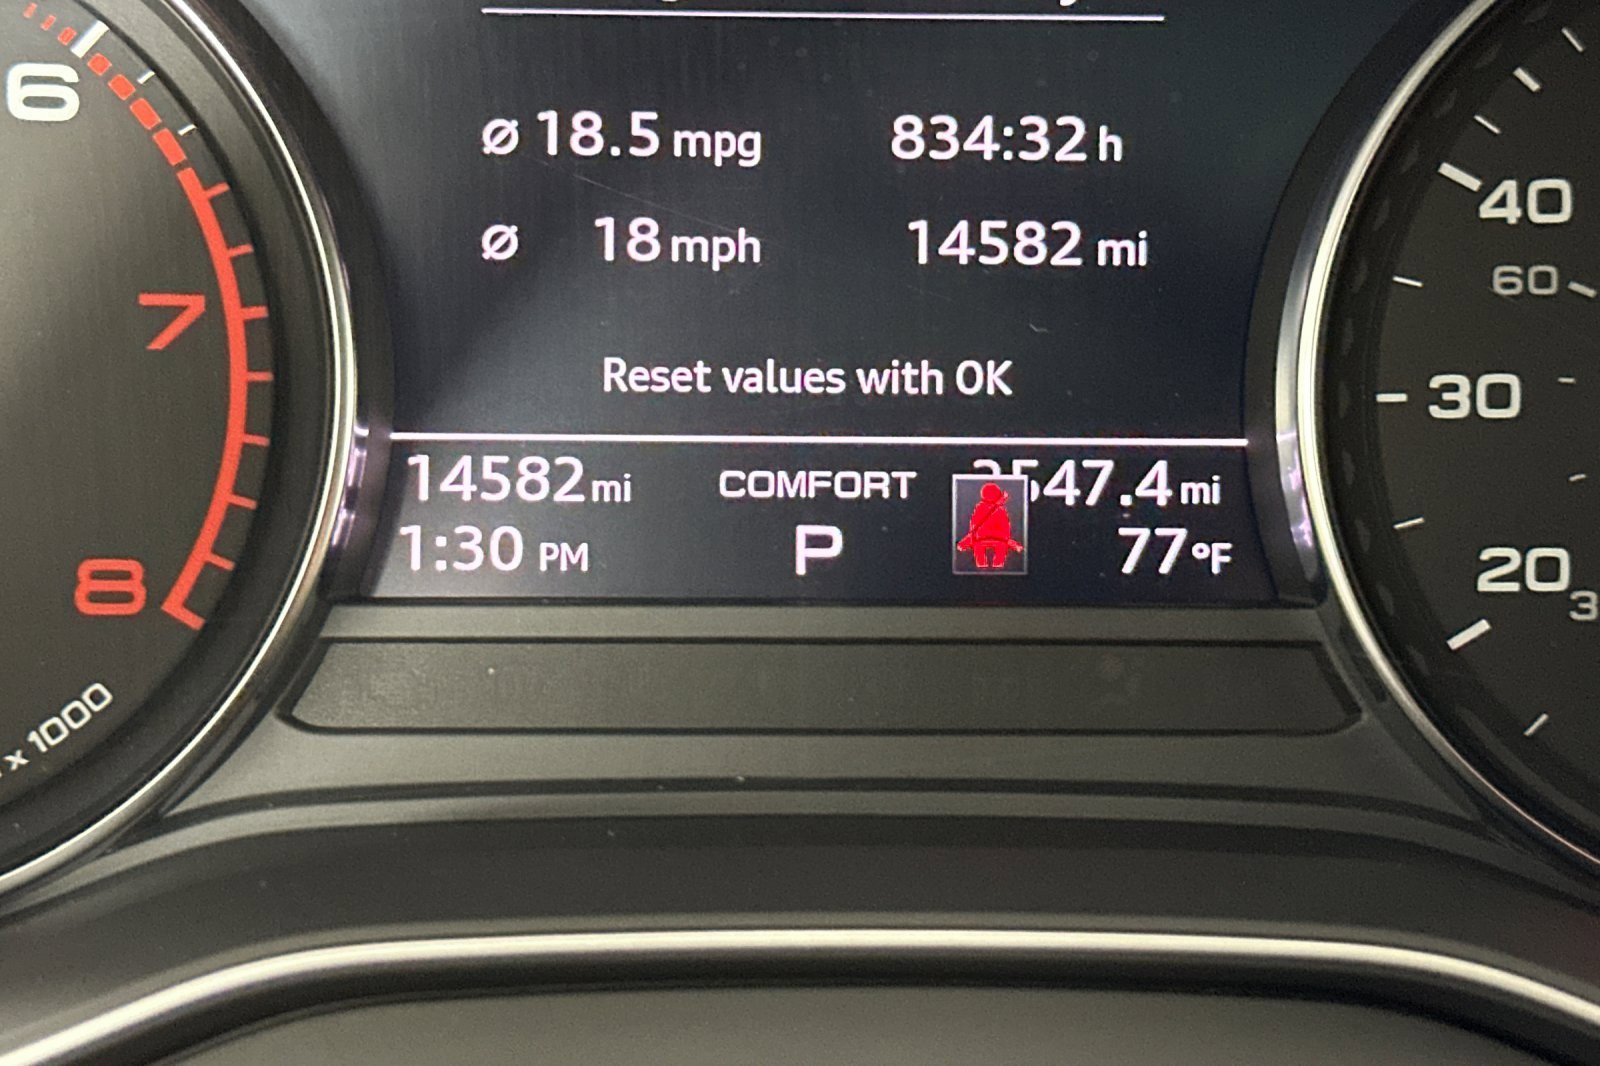 6
7
8
x 1000
ø 18.5 mpg 834:32 h
ø 18 mph 14582 mi
Reset values with OK
14582 mi COMFORT 547.4 mi
1:30 PM P 77 °F
40
60
30
20